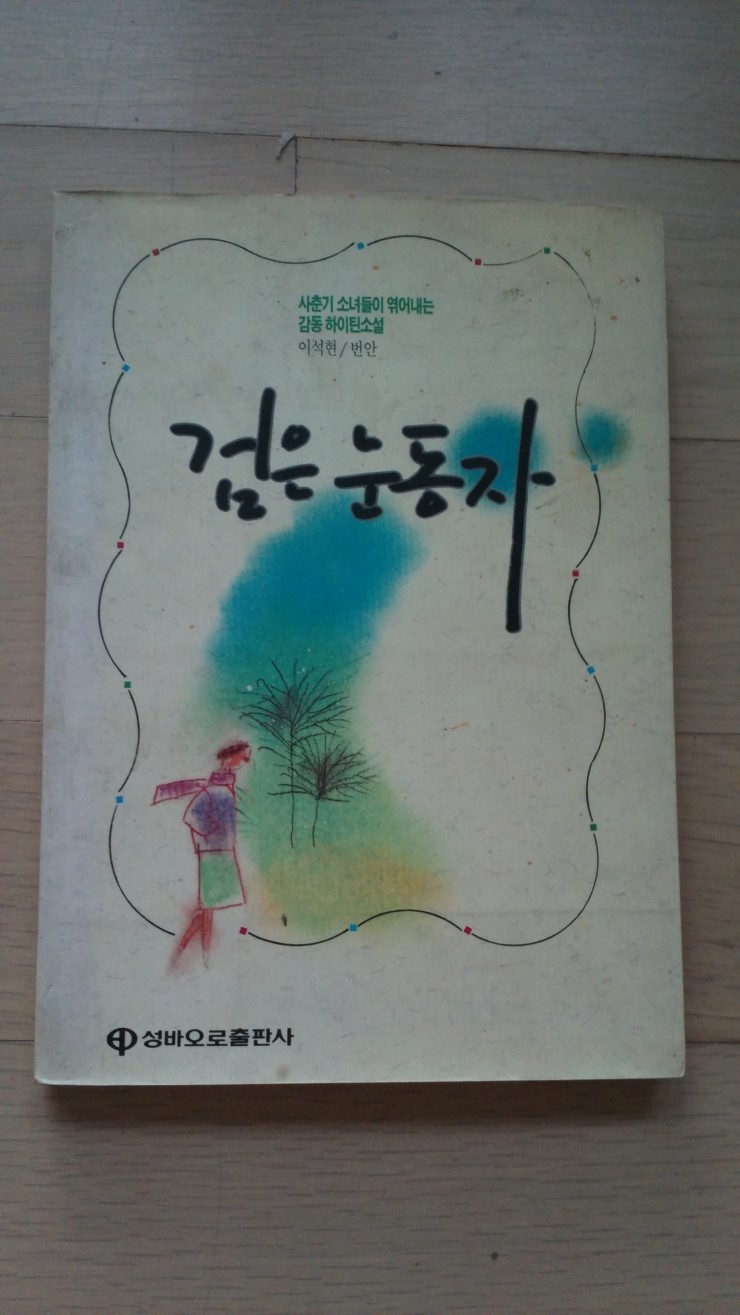 사춘기 소녀들이 엮어내는
감동 하이틴소설
이석현/번안
검은 눈동자
성바오로출판사